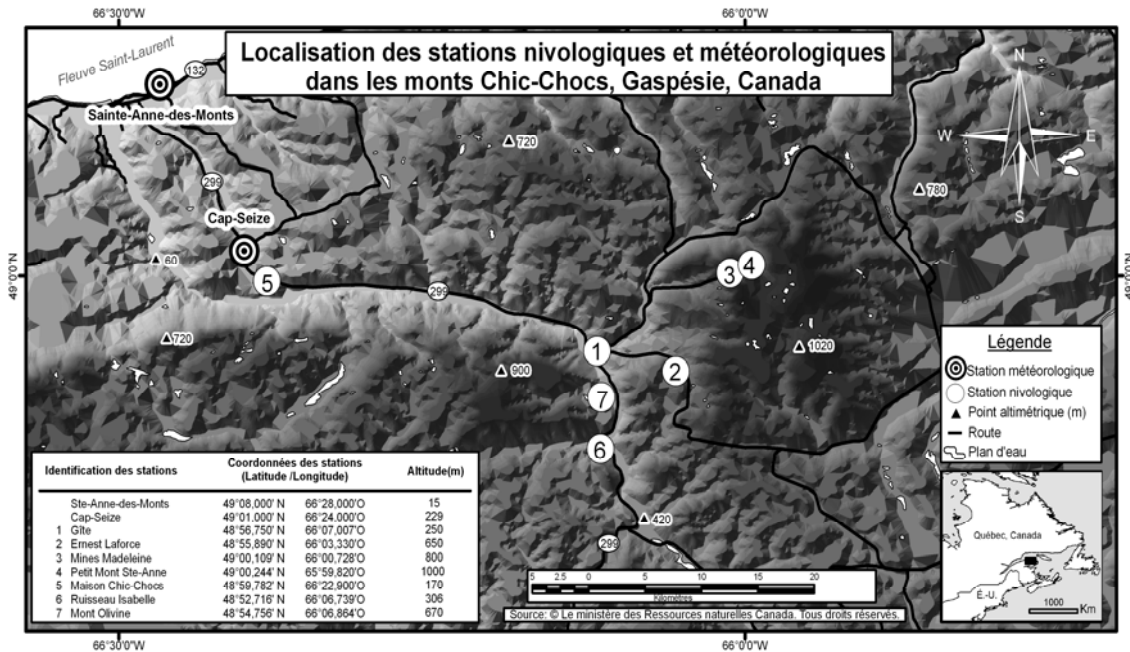 66°30'0"W
66°0'0"W
Localisation des stations nivologiques et météorologiques
dans les monts Chic-Chocs, Gaspésie, Canada
Fleuve Saint-Laurent
132
Sainte-Anne-des-Monts
299
Cap-Seize
720
780
60
49°0'0"N
49°0'0"N
5
299
3
4
720
900
1
2
1020
7
6
420
299
N
W
E
S
Légende
Station météorologique
Station nivologique
Point altimétrique (m)
Route
Plan d'eau
Identification des stations Coordonnées des stations (Latitude /Longitude) Altitude(m)
Ste-Anne-des-Monts 49°08,000' N 66°28,000'O 15
Cap-Seize 49°01,000' N 66°24,000'O 229
1 Gîte 48°56,750' N 66°07,007'O 250
2 Ernest Laforce 48°55,890' N 66°03,330'O 650
3 Mines Madeleine 49°00,109' N 66°00,728'O 800
4 Petit Mont Ste-Anne 49°00,244' N 65°59,820'O 1000
5 Maison Chic-Chocs 48°59,782' N 66°22,900'O 170
6 Ruisseau Isabelle 48°52,716' N 66°06,739'O 306
7 Mont Olivine 48°54,756' N 66°06,864'O 670
5 2.5 0 5 10 15 20
Kilomètres
Source: © Le ministère des Ressources naturelles Canada. Tous droits réservés.
Québec, Canada
É.-U.
1000 Km
66°30'0"W
66°0'0"W